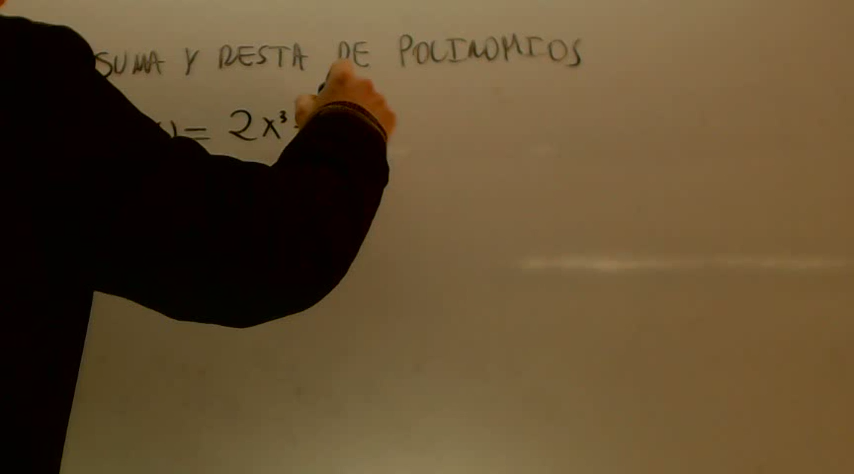 SUMA Y RESTA DE POLINOMIOS
) = 2x³